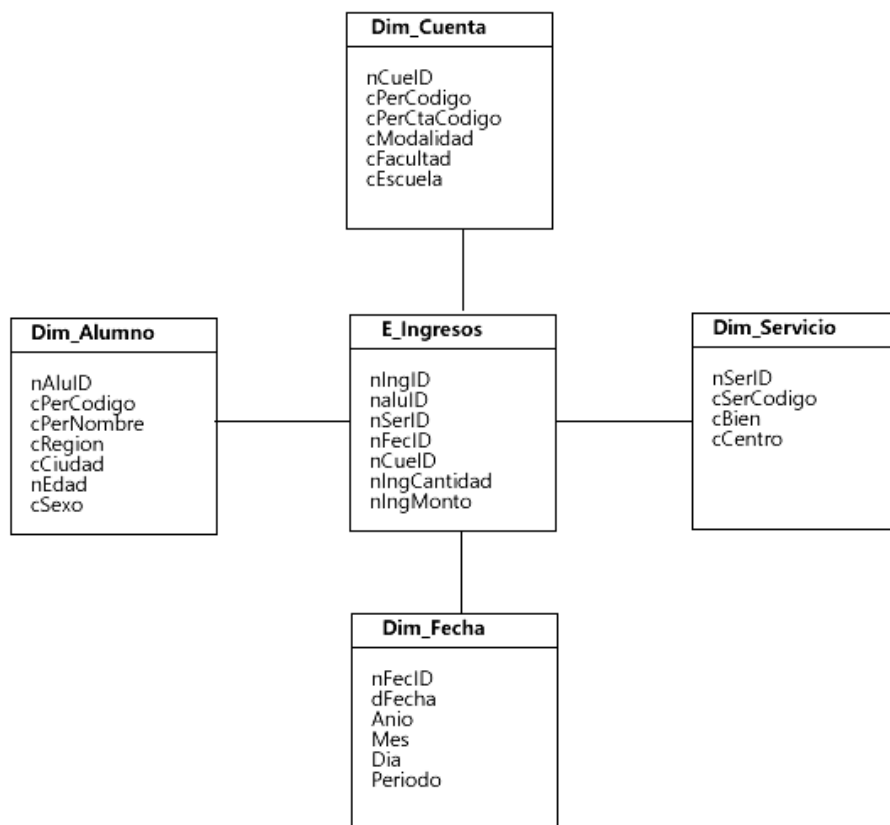 Dim_Cuenta
nCueID
cPerCodigo
cPerCtaCodigo
cModalidad
cFacultad
cEscuela
Dim_Alumno
nAluID
cPerCodigo
cPerNombre
cRegion
cCiudad
nEdad
cSexo
E_Ingresos
nIngID
naluID
nSerID
nFecID
nCueID
nIngCantidad
nIngMonto
Dim_Servicio
nSerID
cSerCodigo
cBien
cCentro
Dim_Fecha
nFecID
dFecha
Anio
Mes
Dia
Periodo